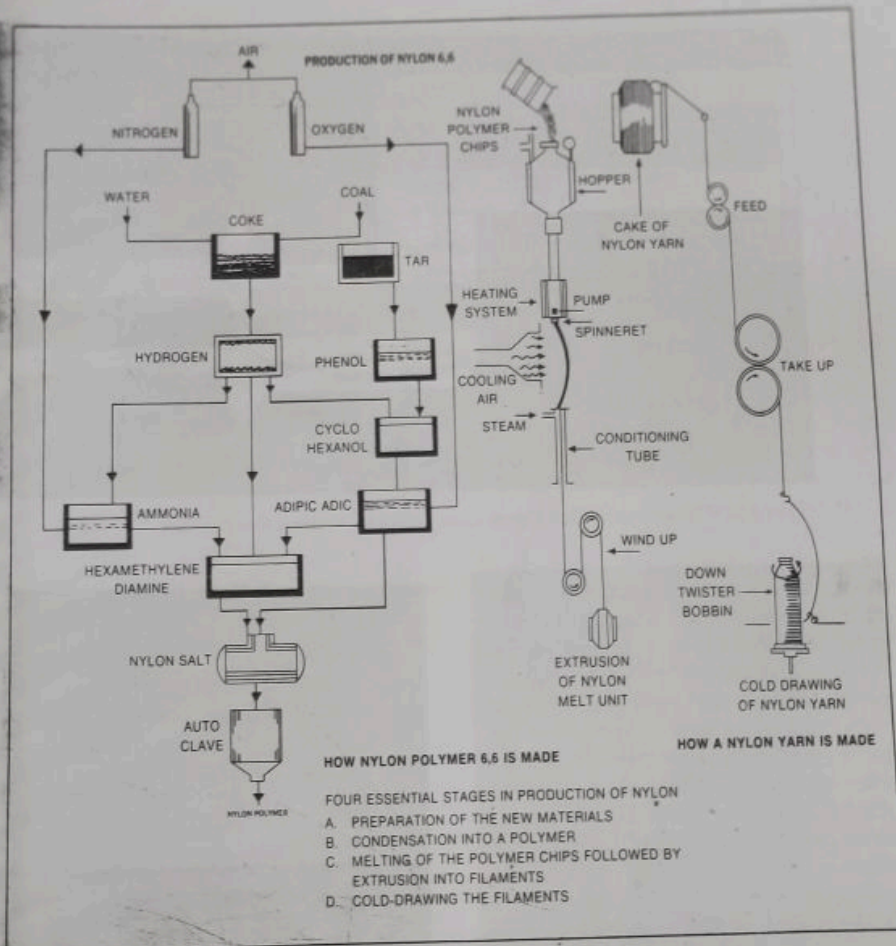 AIR
PRODUCTION OF NYLON 6,6
NITROGEN
OXYGEN
WATER
COAL
COKE
TAR
HYDROGEN
PHENOL
CYCLO
HEXANOL
AMMONIA
ADIPIC ADIC
HEXAMETHYLENE
DIAMINE
NYLON SALT
AUTO
CLAVE
NYLON POLYMER
NYLON
POLYMER
CHIPS
HOPPER
HEATING
SYSTEM
PUMP
SPINNERET
COOLING
AIR
STEAM
CONDITIONING
TUBE
WIND UP
EXTRUSION
OF NYLON
MELT UNIT
CAKE OF
NYLON YARN
FEED
TAKE UP
DOWN
TWISTER
BOBBIN
COLD DRAWING
OF NYLON YARN
HOW A NYLON YARN IS MADE
HOW NYLON POLYMER 6,6 IS MADE
FOUR ESSENTIAL STAGES IN PRODUCTION OF NYLON
A. PREPARATION OF THE NEW MATERIALS
B. CONDENSATION INTO A POLYMER
C. MELTING OF THE POLYMER CHIPS FOLLOWED BY
EXTRUSION INTO FILAMENTS
D. COLD-DRAWING THE FILAMENTS